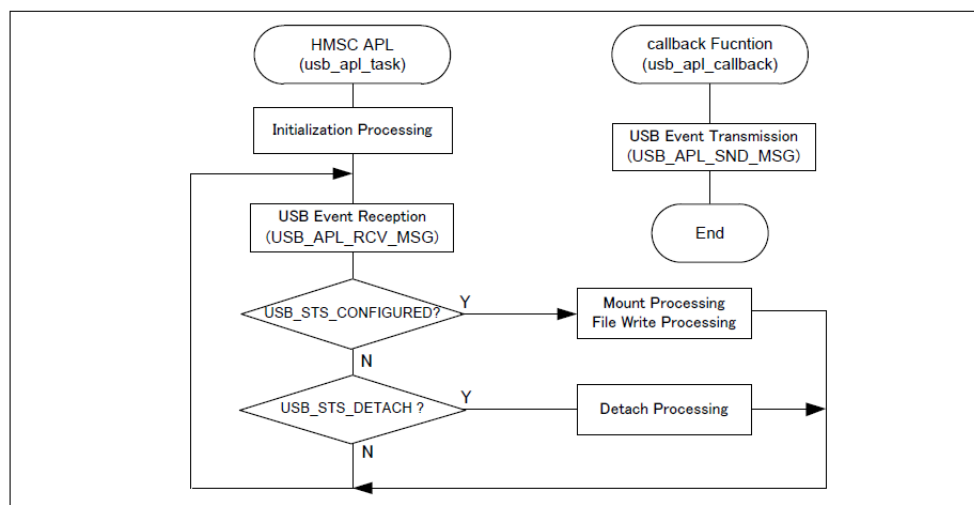 HMSC APL
(usb_apl_task)
Initialization Processing
USB Event Reception
(USB_APL_RCV_MSG)
USB_STS_CONFIGURED?
Y
N
Mount Processing
File Write Processing
USB_STS_DETACH ?
Y
N
Detach Processing
callback Fucntion
(usb_apl_callback)
USB Event Transmission
(USB_APL_SND_MSG)
End